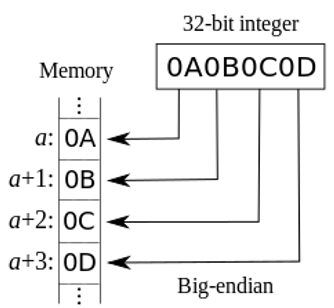 32-bit integer
0A0B0C0D
Memory
⋮
a: 0A
a+1: 0B
a+2: 0C
a+3: 0D
⋮
Big-endian